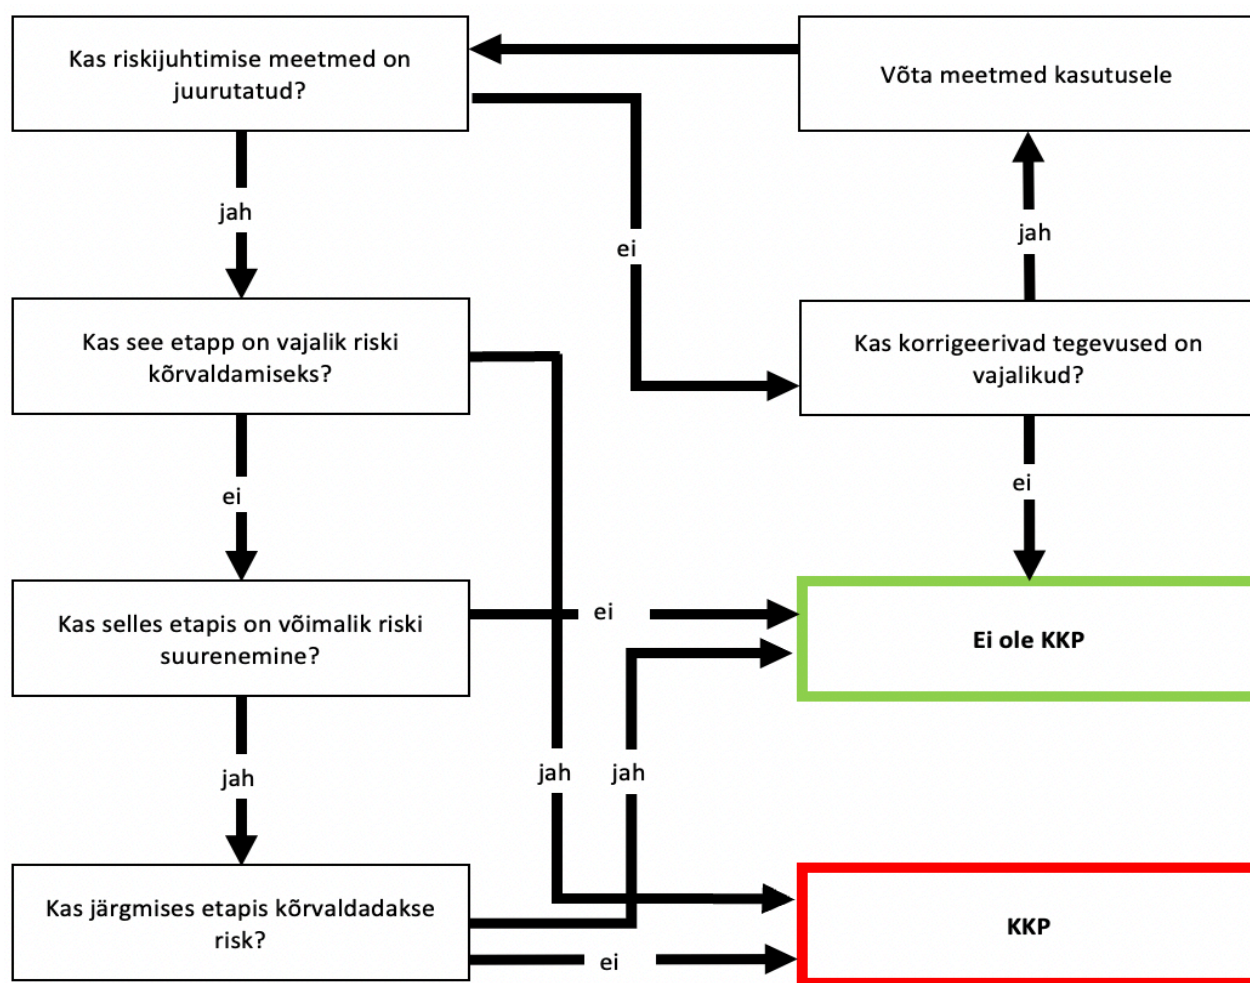 Kas riskijuhtimise meetmed on
juurutatud?
Võta meetmed kasutusele
jah
ei
jah
Kas see etapp on vajalik riski
kõrvaldamiseks?
Kas korrigeerivad tegevused on
vajalikud?
ei
ei
Kas selles etapis on võimalik riski
suurenemine?
ei
Ei ole KKP
jah
jah
jah
Kas järgmises etapis kõrvaldadakse
risk?
KKP
ei